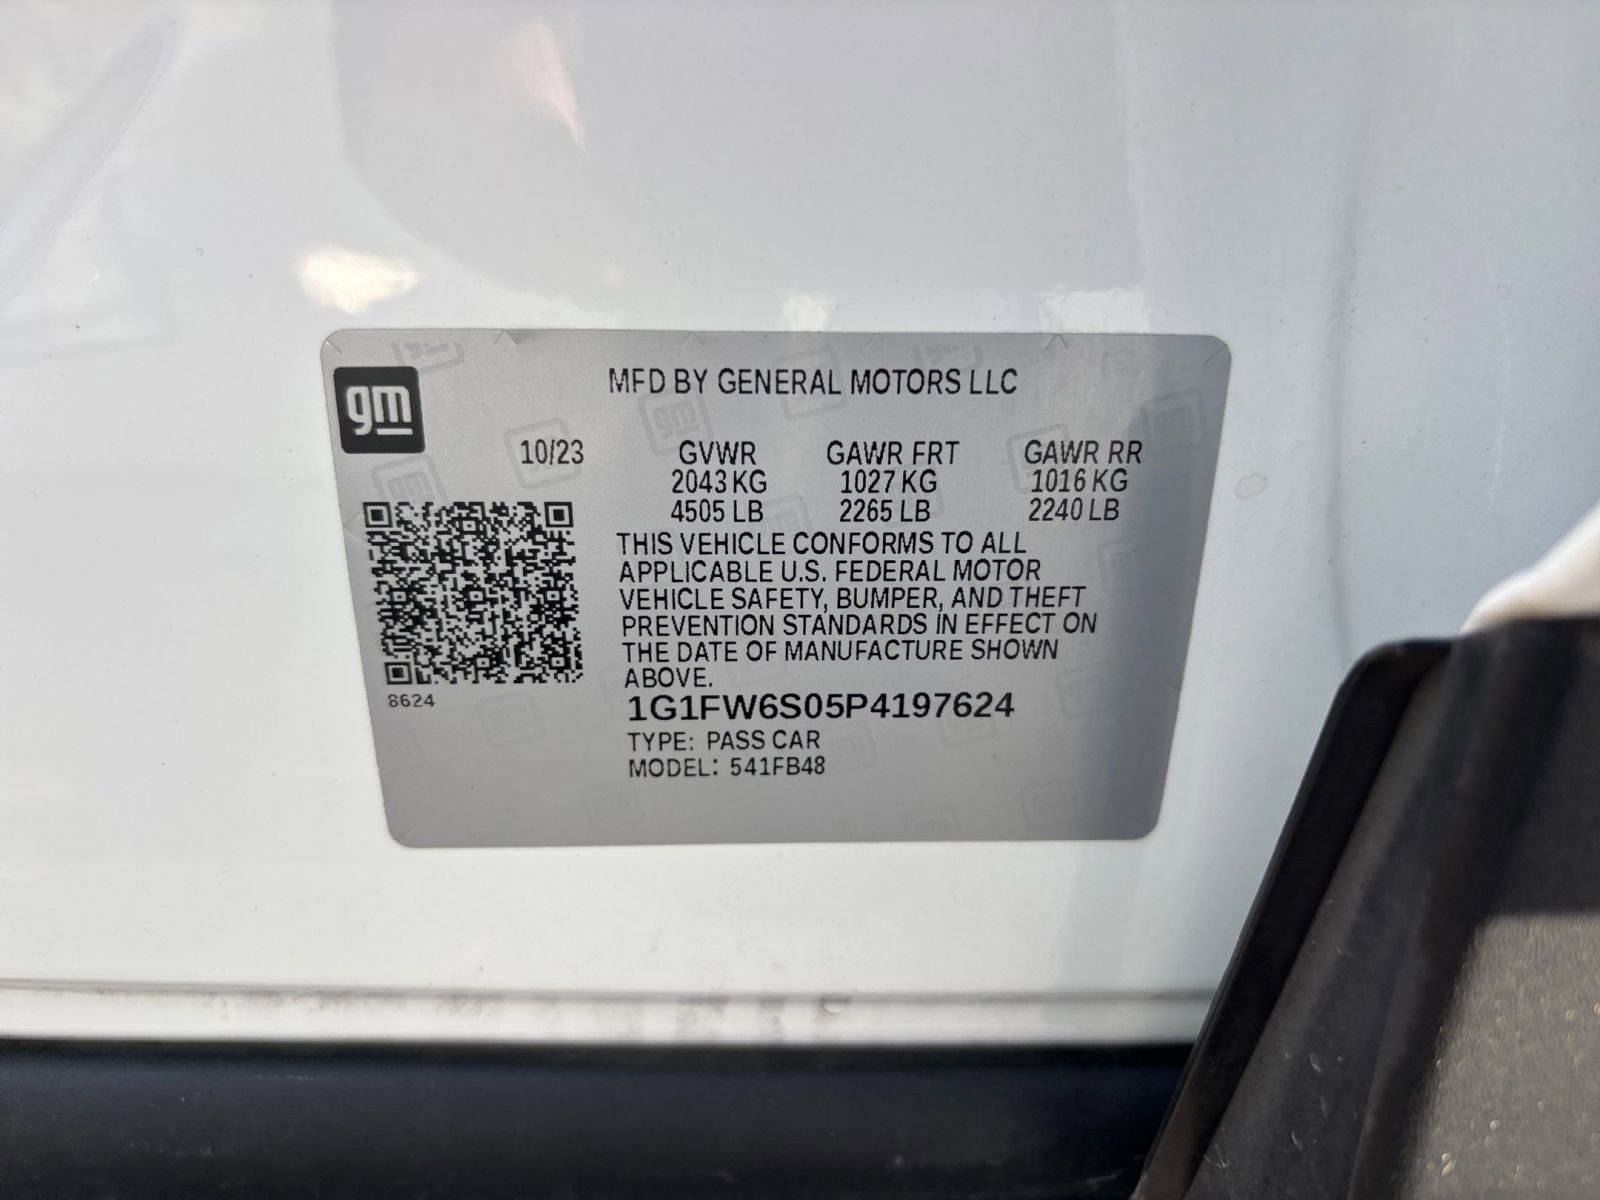 gm
MFD BY GENERAL MOTORS LLC
10/23 GVWR GAWR FRT GAWR RR
2043 KG 1027 KG 1016 KG
4505 LB 2265 LB 2240 LB
THIS VEHICLE CONFORMS TO ALL
APPLICABLE U.S. FEDERAL MOTOR
VEHICLE SAFETY, BUMPER, AND THEFT
PREVENTION STANDARDS IN EFFECT ON
THE DATE OF MANUFACTURE SHOWN
ABOVE.
8624
1G1FW6S05P4197624
TYPE: PASS CAR
MODEL: 541FB48